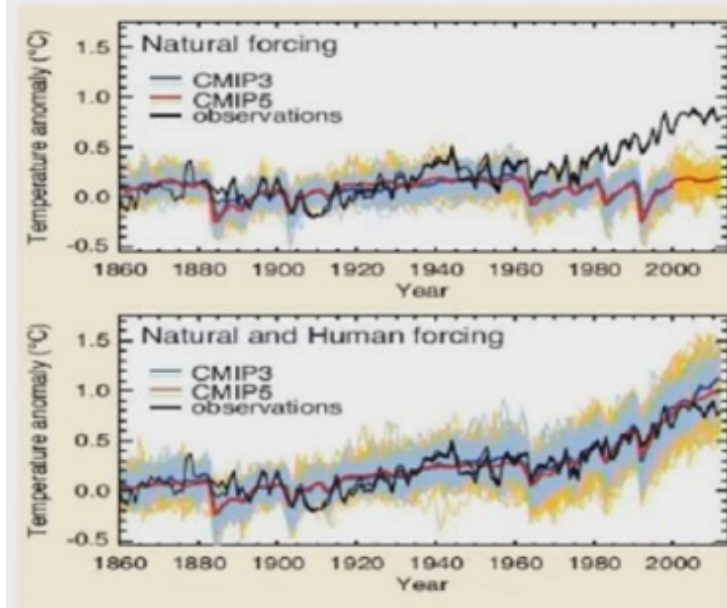 Natural forcing
CMIP3
CMIP5
observations
Temperature anomaly (°C)
1.5
1.0
0.5
0.0
-0.5
1860 1880 1900 1920 1940 1960 1980 2000
Year
Natural and Human forcing
CMIP3
CMIP5
observations
Temperature anomaly (°C)
1.5
1.0
0.5
0.0
-0.5
1860 1880 1900 1920 1940 1960 1980 2000
Year